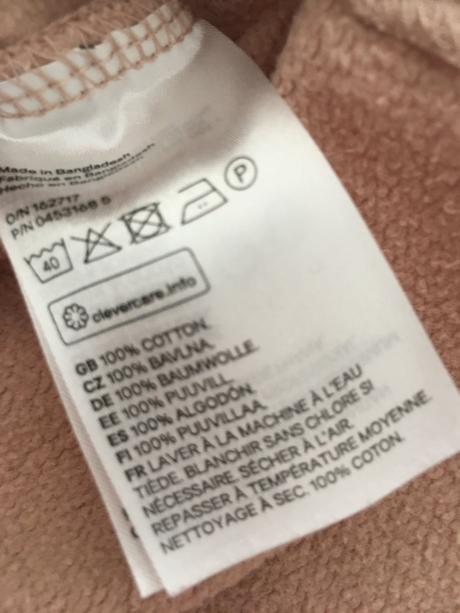 Made in Bangladesh
Fabriqué en Bangladesh
Hecho en Bangladesh
O/N 162717
P/N 0453168 5
40
P
clevercare.info
GB 100% COTTON.
CZ 100% BAVLNA.
DE 100% BAUMWOLLE.
EE 100% PUUVILL.
ES 100% ALGODÓN.
FI 100% PUUVILLAA.
FR LAVER À LA MACHINE À L'EAU
TIÈDE. BLANCHIR SANS CHLORE SI
NÉCESSAIRE. SÉCHER À L'AIR.
REPASSER À TEMPÉRATURE MOYENNE.
NETTOYAGE À SEC. 100% COTON.